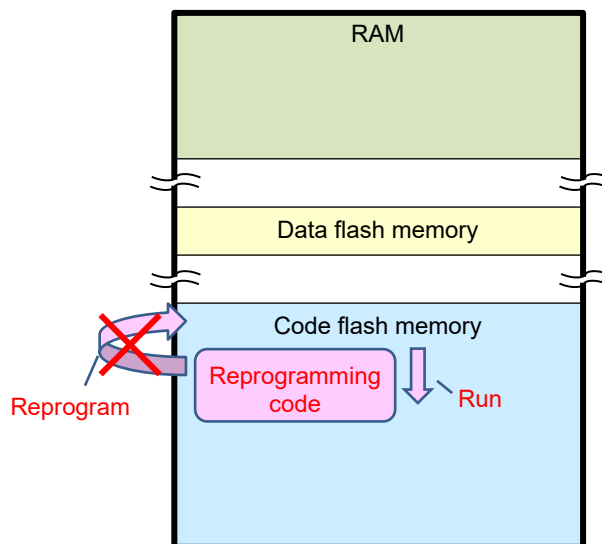 RAM
Data flash memory
Code flash memory
Reprogramming
code
Run
Reprogram